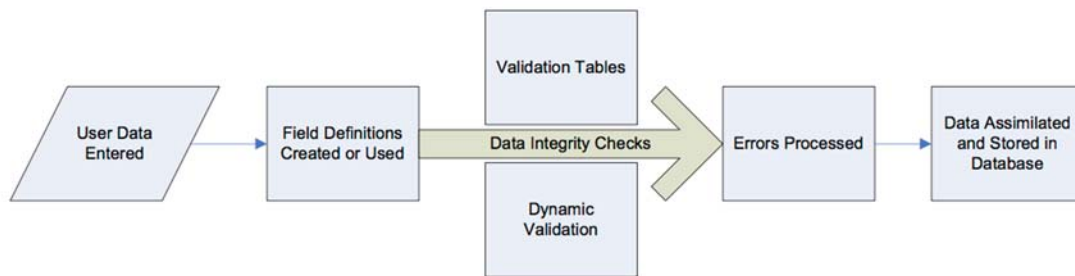 User Data
Entered
Field Definitions
Created or Used
Validation Tables
Data Integrity Checks
Dynamic
Validation
Errors Processed
Data Assimilated
and Stored in
Database